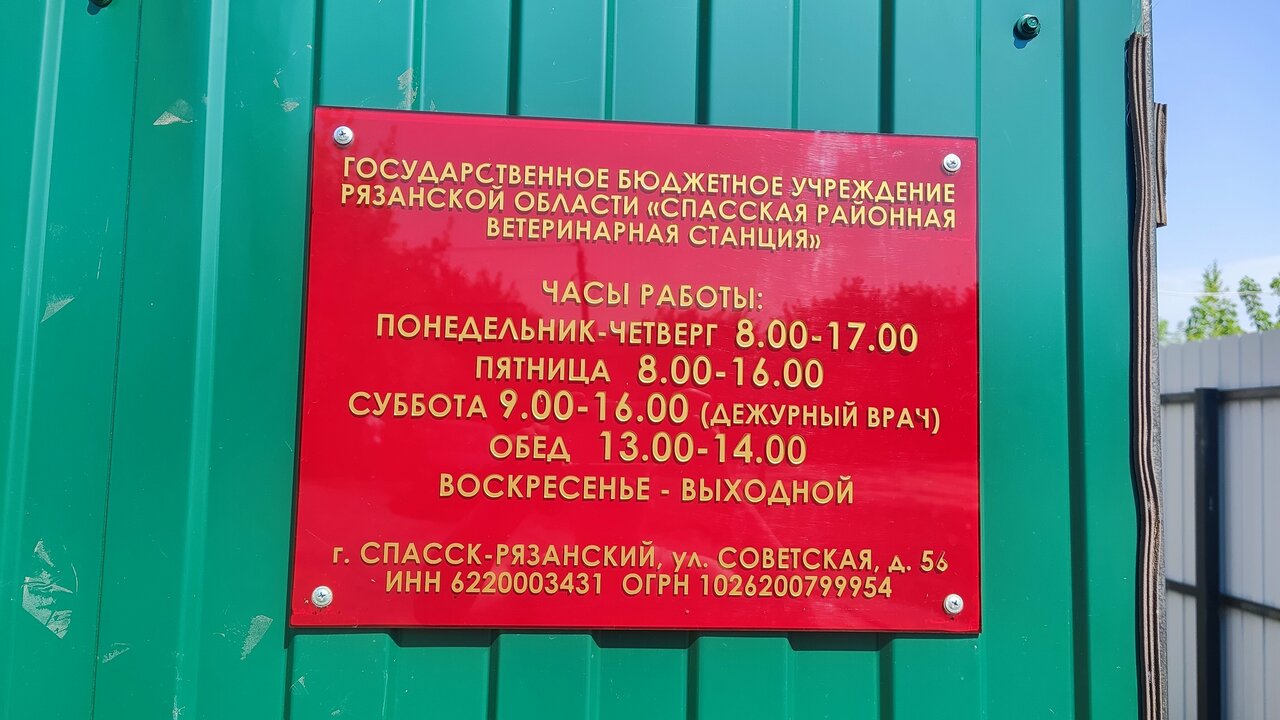 ГОСУДАРСТВЕННОЕ БЮДЖЕТНОЕ УЧРЕЖДЕНИЕ
РЯЗАНСКОЙ ОБЛАСТИ «СПАССКАЯ РАЙОННАЯ
ВЕТЕРИНАРНАЯ СТАНЦИЯ»
ЧАСЫ РАБОТЫ:
ПОНЕДЕЛЬНИК-ЧЕТВЕРГ 8.00-17.00
ПЯТНИЦА 8.00-16.00
СУББОТА 9.00-16.00 (ДЕЖУРНЫЙ ВРАЧ)
ОБЕД 13.00-14.00
ВОСКРЕСЕНЬЕ - ВЫХОДНОЙ
г. СПАССК-РЯЗАНСКИЙ, ул. СОВЕТСКАЯ, д. 56
ИНН 6220003431 ОГРН 1026200799954